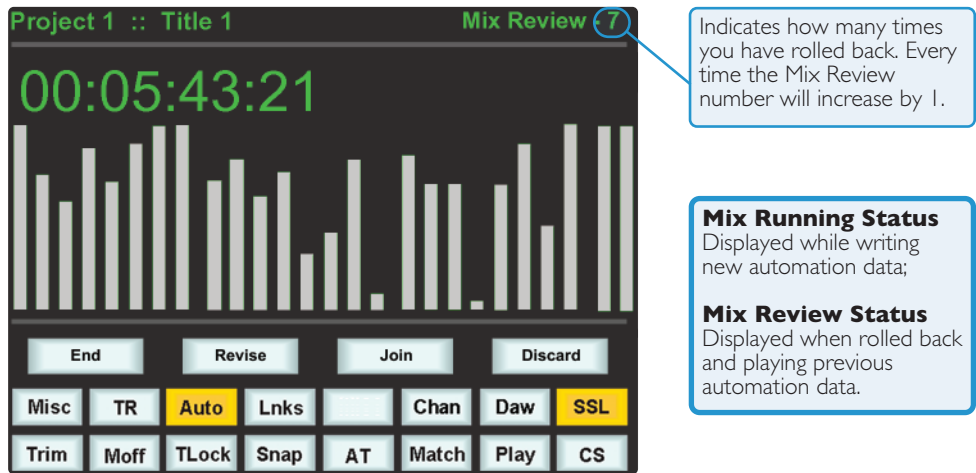 Project 1 :: Title 1
Mix Review - 7
00:05:43:21
End
Revise
Join
Discard
Misc
TR
Auto
Lnks
Chan
Daw
SSL
Trim
Moff
TLock
Snap
AT
Match
Play
CS
Indicates how many times
you have rolled back. Every
time the Mix Review
number will increase by 1.
Mix Running Status
Displayed while writing
new automation data;
Mix Review Status
Displayed when rolled back
and playing previous
automation data.